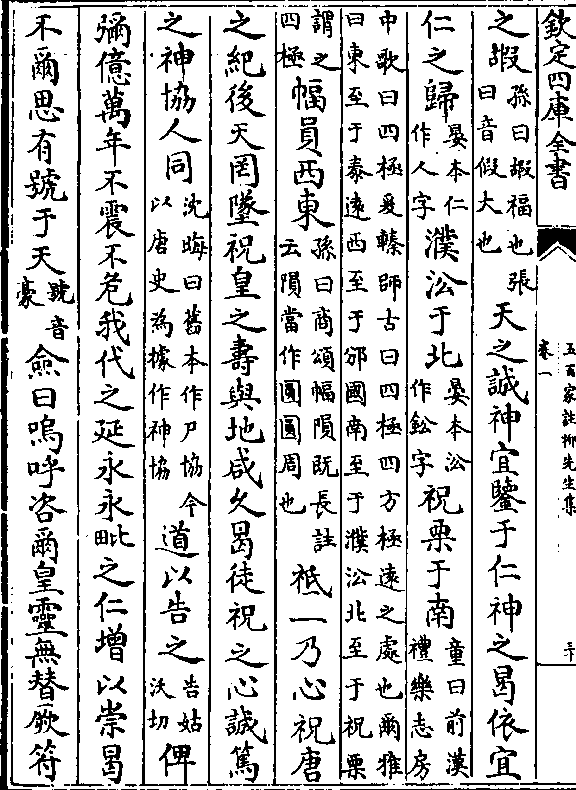 欽定四庫全書
五百家註柳先生集
卷一
三十
之嘏孫曰嘏福也張曰音假大也天之誠神宜鑒于仁神之曷依宜
仁之歸晏本仁作人字濮鈆于北晏本鈆作鈆字祝栗于南童曰前漢禮樂志房
中歌曰四極爰轃師古曰四極四方極遠之處也爾雅曰東至于泰遠西至于邠國南至于濮鈆北至于祝栗
謂之四極幅員西東孫曰商頌幅隕既長註云隕當作圓圓周也祗一乃心祝唐
之紀後天罔墜祝皇之壽與地咸久曷徒祝之心誠篤
之神協人同沈晦曰舊本作尸協今以唐史為據作神協道以告之告姑沃切俾
彌億萬年不震不危我代之延永永毗之仁增以崇曷
不爾思有號于天號音豪僉曰嗚呼咨爾皇靈無替厥符